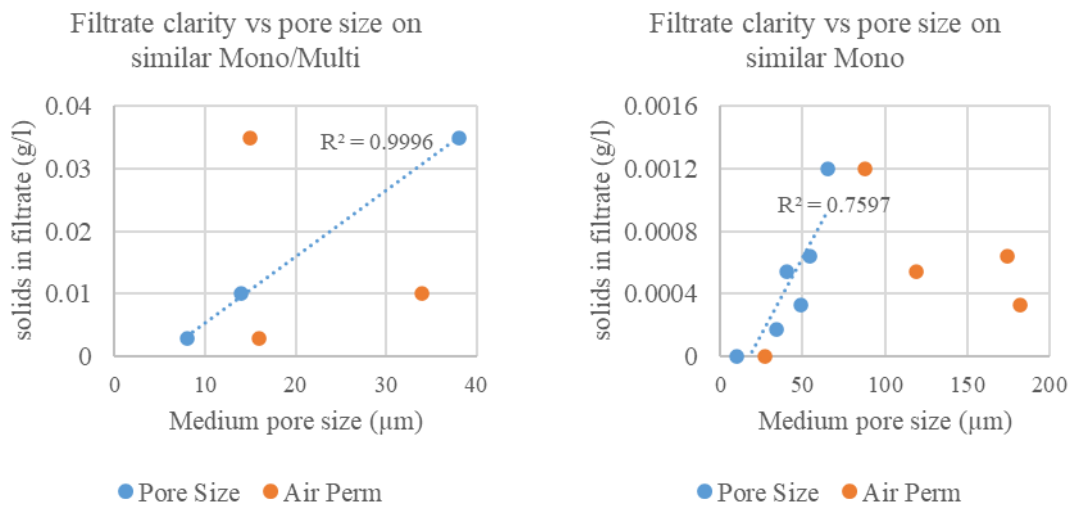 Filtrate clarity vs pore size on
similar Mono/Multi
solids in filtrate (g/l)
0.04
0.03
0.02
0.01
0
R² = 0.9996
0 10 20 30 40
Medium pore size (μm)
Pore Size Air Perm
Filtrate clarity vs pore size on
similar Mono
solids in filtrate (g/l)
0.0016
0.0012
0.0008
0.0004
0
R² = 0.7597
0 50 100 150 200
Medium pore size (μm)
Pore Size Air Perm